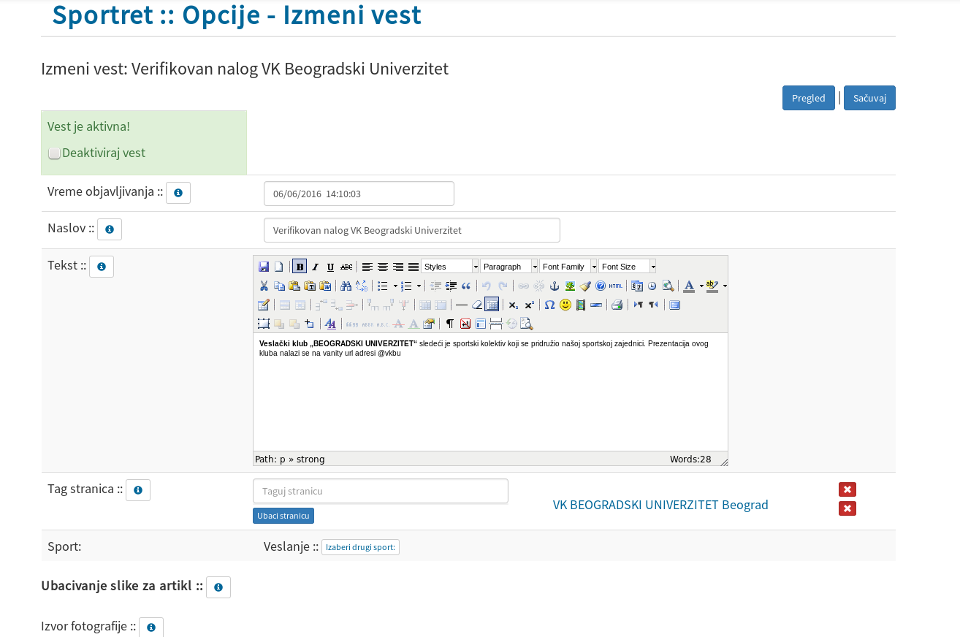 Sportret :: Opcije - Izmeni vest
Izmeni vest: Verifikovan nalog VK Beogradski Univerzitet
Pregled | Sačuvaj
Vest je aktivna!
Deaktiviraj vest
Vreme objavljivanja ::
06/06/2016 14:10:03
Naslov ::
Verifikovan nalog VK Beogradski Univerzitet
Tekst ::
B I U ABC Styles Paragraph Font Family Font Size
HTML
Veslački klub „BEOGRADSKI UNIVERZITET“ sledeći je sportski kolektiv koji se pridružio našoj sportskoj zajednici. Prezentacija ovog
kluba nalazi se na vanity url adresi @vkbu
Path: p » strong Words:28
Tag stranica ::
Taguj stranicu
Ubaci stranicu
VK BEOGRADSKI UNIVERZITET Beograd
Sport: Veslanje :: Izaberi drugi sport:
Ubacivanje slike za artikl ::
Izvor fotografije ::